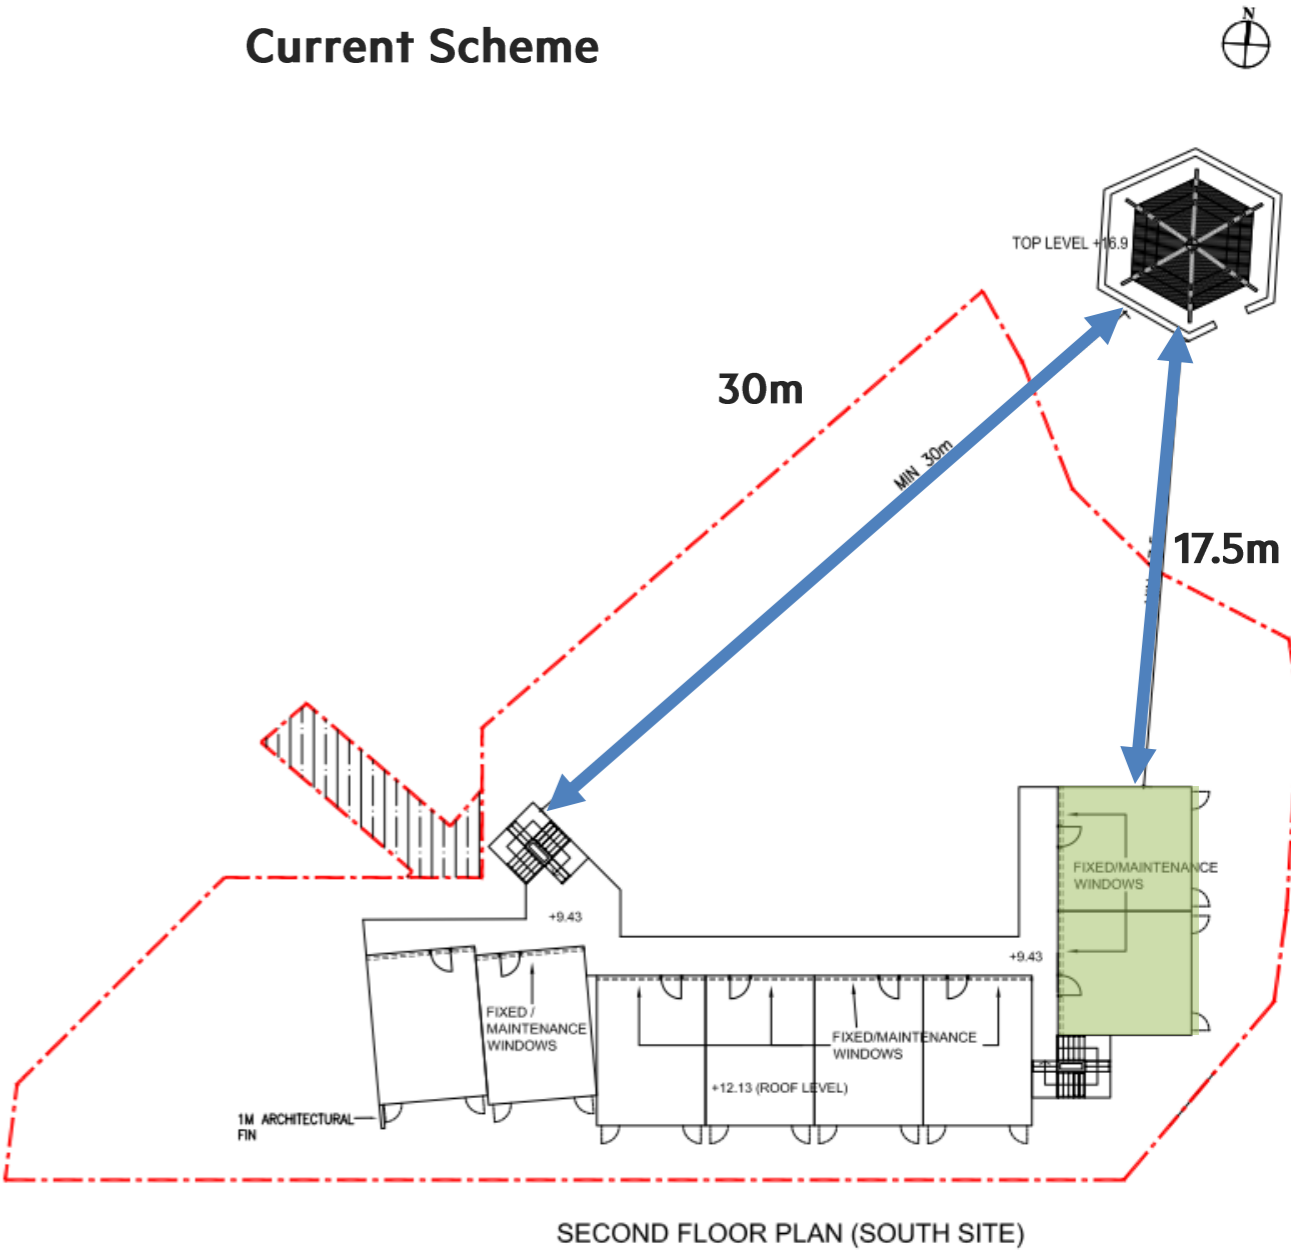 Current Scheme
N
TOP LEVEL +16.9
30m
MIN 30m
17.5m
FIXED/MAINTENANCE
WINDOWS
+9.43
+9.43
FIXED /
MAINTENANCE
WINDOWS
FIXED/MAINTENANCE
WINDOWS
+12.13 (ROOF LEVEL)
1M ARCHITECTURAL
FIN
SECOND FLOOR PLAN (SOUTH SITE)